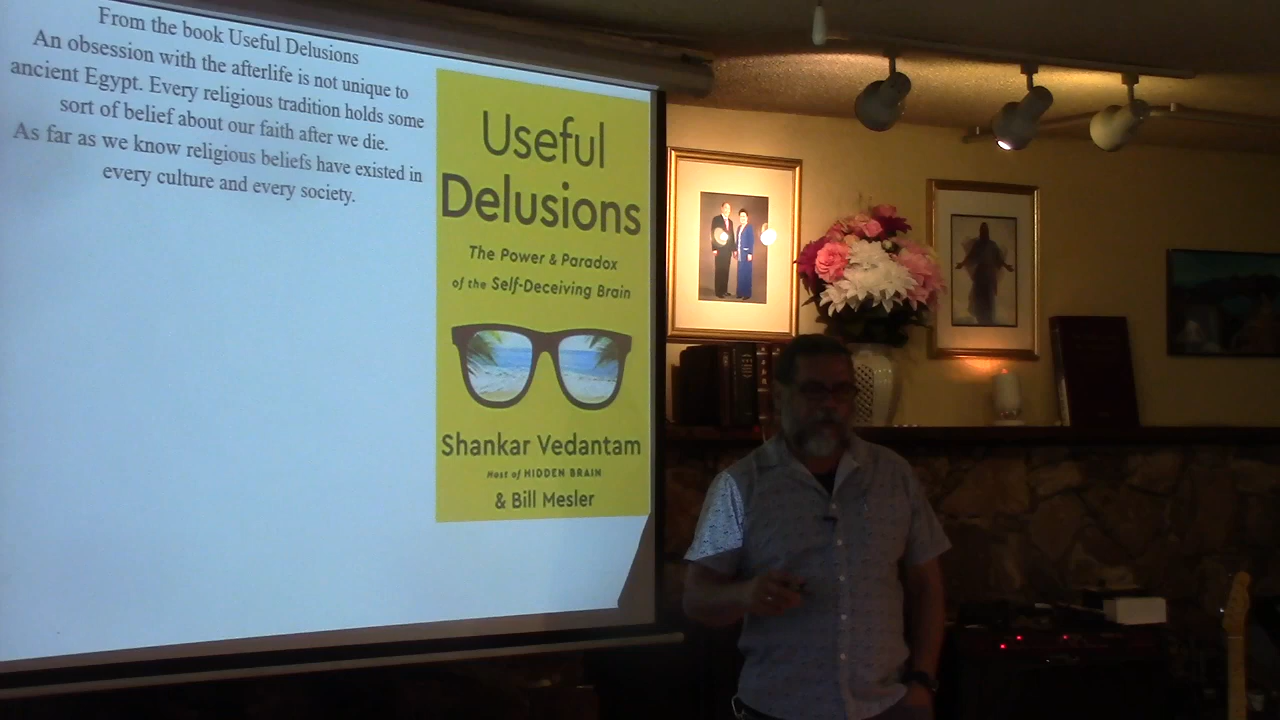 From the book Useful Delusions
An obsession with the afterlife is not unique to
ancient Egypt. Every religious tradition holds some
sort of belief about our faith after we die.
As far as we know religious beliefs have existed in
every culture and every society.
Useful
Delusions
The Power & Paradox
of the Self-Deceiving Brain
Shankar Vedantam
Host of HIDDEN BRAIN
& Bill Mesler